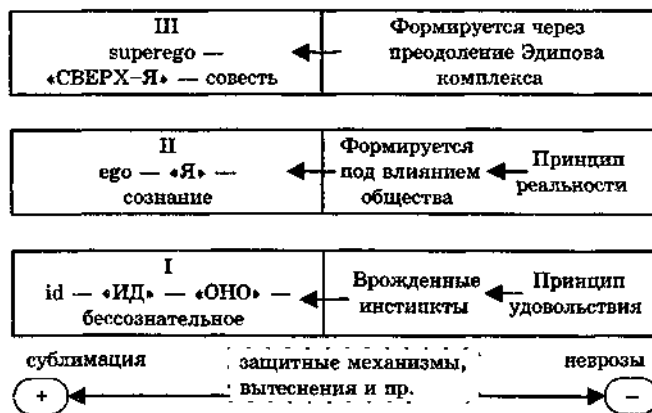 III
superego —
«СВЕРХ-Я» — совесть
Формируется через
преодоление Эдипова
комплекса
II
ego — «Я» —
сознание
Формируется
под влиянием
общества
Принцип
реальности
I
id — «ИД» — «ОНО» —
бессознательное
Врожденные
инстинкты
Принцип
удовольствия
сублимация
+
защитные механизмы,
вытеснения и пр.
неврозы
−